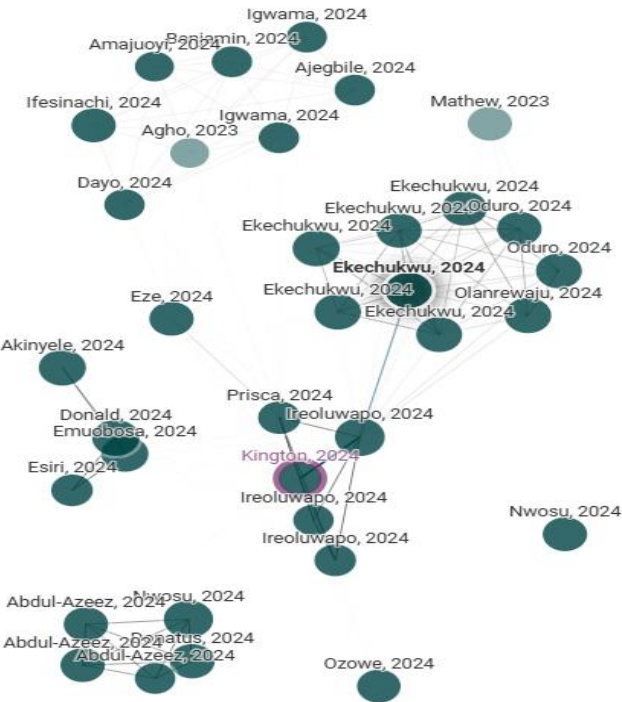 Igwama, 2024
Amajuoyi, 2024
Benjamin, 2024
Ajegbile, 2024
Ifesinachi, 2024
Mathew, 2023
Igwama, 2024
Agho, 2023
Dayo, 2024
Ekechukwu, 2024
Ekechukwu, 2024
Oduro, 2024
Ekechukwu, 2024
Oduro, 2024
Ekechukwu, 2024
Ekechukwu, 2024
Olanrewaju, 2024
Eze, 2024
Ekechukwu, 2024
Akinyele, 2024
Prisca, 2024
Donald, 2024
Ireoluwapo, 2024
Emuobosa, 2024
Kington, 2024
Esiri, 2024
Ireoluwapo, 2024
Nwosu, 2024
Ireoluwapo, 2024
Nwosu, 2024
Abdul-Azeez, 2024
Donatus, 2024
Abdul-Azeez, 2024
Abdul-Azeez, 2024
Ozowe, 2024